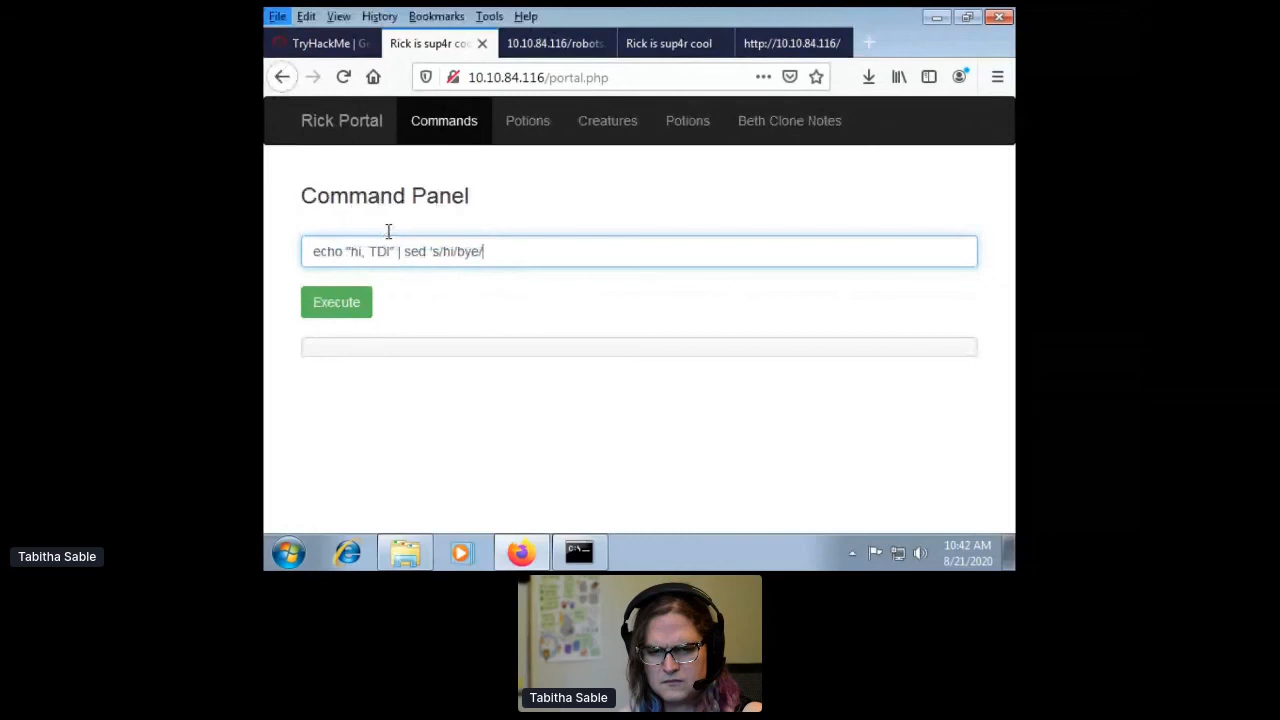 File Edit View History Bookmarks Tools Help
TryHackMe | G
Rick is sup4r co
10.10.84.116/robots.
Rick is sup4r cool
http://10.10.84.116/
10.10.84.116/portal.php
Rick Portal Commands Potions Creatures Potions Beth Clone Notes
Command Panel
echo "hi, TDI" | sed 's/hi/bye/
Execute
10:42 AM
8/21/2020
Tabitha Sable
Tabitha Sable